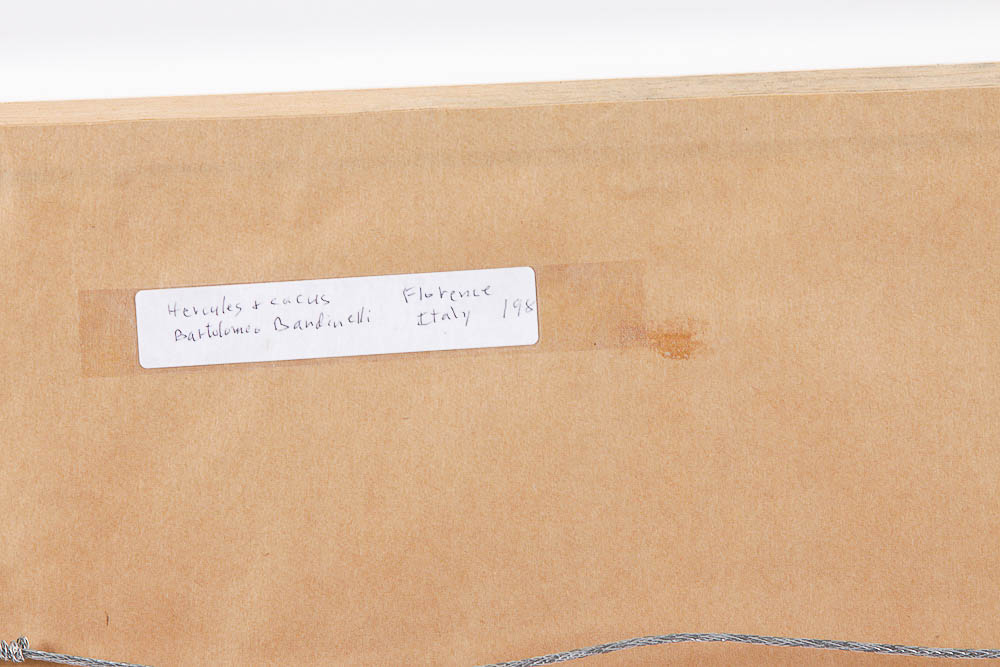 Hercules & cacus Florence
Bartolomeo Bandinelli Italy 198